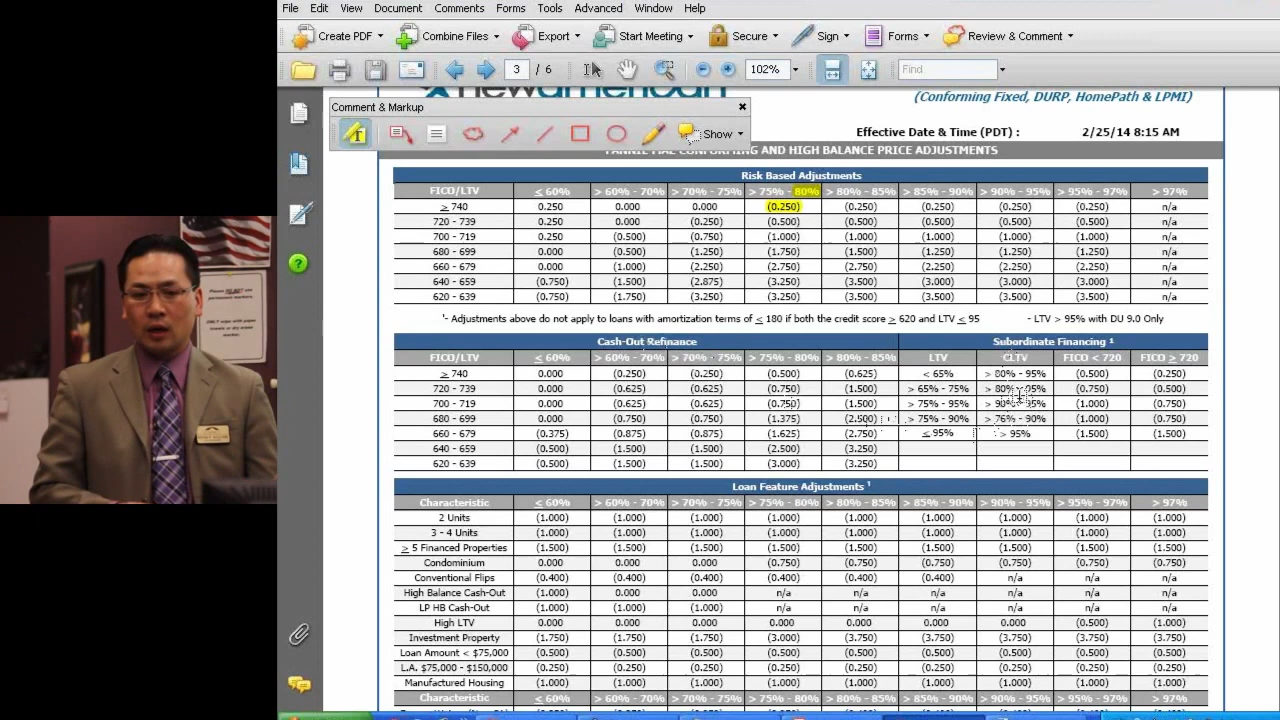 File Edit View Document Comments Forms Tools Advanced Window Help
Create PDF Combine Files Export Start Meeting Secure Sign Forms Review & Comment
3 / 6 102% Find
newamerican
(Conforming Fixed, DURP, HomePath & LPMI)
Comment & Markup
Show
Effective Date & Time (PDT) : 2/25/14 8:15 AM
FANNIE MAE CONFORMING AND HIGH BALANCE PRICE ADJUSTMENTS
Risk Based Adjustments
FICO/LTV ≤ 60% > 60% - 70% > 70% - 75% > 75% - 80% > 80% - 85% > 85% - 90% > 90% - 95% > 95% - 97% > 97%
≥ 740 0.250 0.000 0.000 (0.250) (0.250) (0.250) (0.250) (0.250) n/a
720 - 739 0.250 0.000 (0.250) (0.500) (0.500) (0.500) (0.500) (0.500) n/a
700 - 719 0.250 (0.500) (0.750) (1.000) (1.000) (1.000) (1.000) (1.000) n/a
680 - 699 0.000 (0.500) (1.250) (1.750) (1.500) (1.250) (1.250) (1.250) n/a
660 - 679 0.000 (1.000) (2.250) (2.750) (2.750) (2.250) (2.250) (2.250) n/a
640 - 659 (0.750) (1.500) (2.875) (3.250) (3.500) (3.000) (3.000) (3.000) n/a
620 - 639 (0.750) (1.750) (3.250) (3.250) (3.500) (3.500) (3.500) (3.500) n/a
¹- Adjustments above do not apply to loans with amortization terms of ≤ 180 if both the credit score ≥ 620 and LTV ≤ 95 - LTV > 95% with DU 9.0 Only
Cash-Out Refinance Subordinate Financing ¹
FICO/LTV ≤ 60% > 60% - 70% > 70% - 75% > 75% - 80% > 80% - 85% LTV CLTV FICO < 720 FICO ≥ 720
≥ 740 0.000 (0.250) (0.250) (0.500) (0.625) < 65% > 80% - 95% (0.500) (0.250)
720 - 739 0.000 (0.625) (0.625) (0.750) (1.500) > 65% - 75% > 80% - 95% (0.750) (0.500)
700 - 719 0.000 (0.625) (0.625) (0.750) (1.500) > 75% - 95% > 90% - 95% (1.000) (0.750)
680 - 699 0.000 (0.750) (0.750) (1.375) (2.500) > 75% - 90% > 76% - 90% (1.000) (0.750)
660 - 679 (0.375) (0.875) (0.875) (1.625) (2.750) ≤ 95% > 95% (1.500) (1.500)
640 - 659 (0.500) (1.500) (1.500) (2.500) (3.250)
620 - 639 (0.500) (1.500) (1.500) (3.000) (3.250)
Loan Feature Adjustments ¹
Characteristic ≤ 60% > 60% - 70% > 70% - 75% > 75% - 80% > 80% - 85% > 85% - 90% > 90% - 95% > 95% - 97% > 97%
2 Units (1.000) (1.000) (1.000) (1.000) (1.000) (1.000) (1.000) (1.000) (1.000)
3 - 4 Units (1.000) (1.000) (1.000) (1.000) (1.000) (1.000) (1.000) (1.000) (1.000)
≥ 5 Financed Properties (1.500) (1.500) (1.500) (1.500) (1.500) (1.500) (1.500) (1.500) (1.500)
Condominium 0.000 0.000 0.000 (0.750) (0.750) (0.750) (0.750) (0.750) (0.750)
Conventional Flips (0.400) (0.400) (0.400) (0.400) (0.400) (0.400) n/a n/a n/a
High Balance Cash-Out (1.000) 0.000 0.000 n/a n/a n/a n/a n/a n/a
LP HB Cash-Out (1.000) (1.000) (1.000) n/a n/a n/a n/a n/a n/a
High LTV 0.000 0.000 0.000 0.000 0.000 0.000 0.000 (0.500) (1.000)
Investment Property (1.750) (1.750) (1.750) (3.000) (3.750) (3.750) (3.750) (3.750) (3.750)
Loan Amount < $75,000 (0.500) (0.500) (0.500) (0.500) (0.500) (0.500) (0.500) (0.500) (0.500)
L.A. $75,000 - $150,000 (0.250) (0.250) (0.250) (0.250) (0.250) (0.250) (0.250) (0.250) (0.250)
Manufactured Housing (1.000) (1.000) (1.000) (1.000) (1.000) (1.000) (1.000) (1.000) (1.000)
Characteristic ≤ 60% > 60% - 70% > 70% - 75% > 75% - 80% > 80% - 85% > 85% - 90% > 90% - 95% > 95% - 97% > 97%